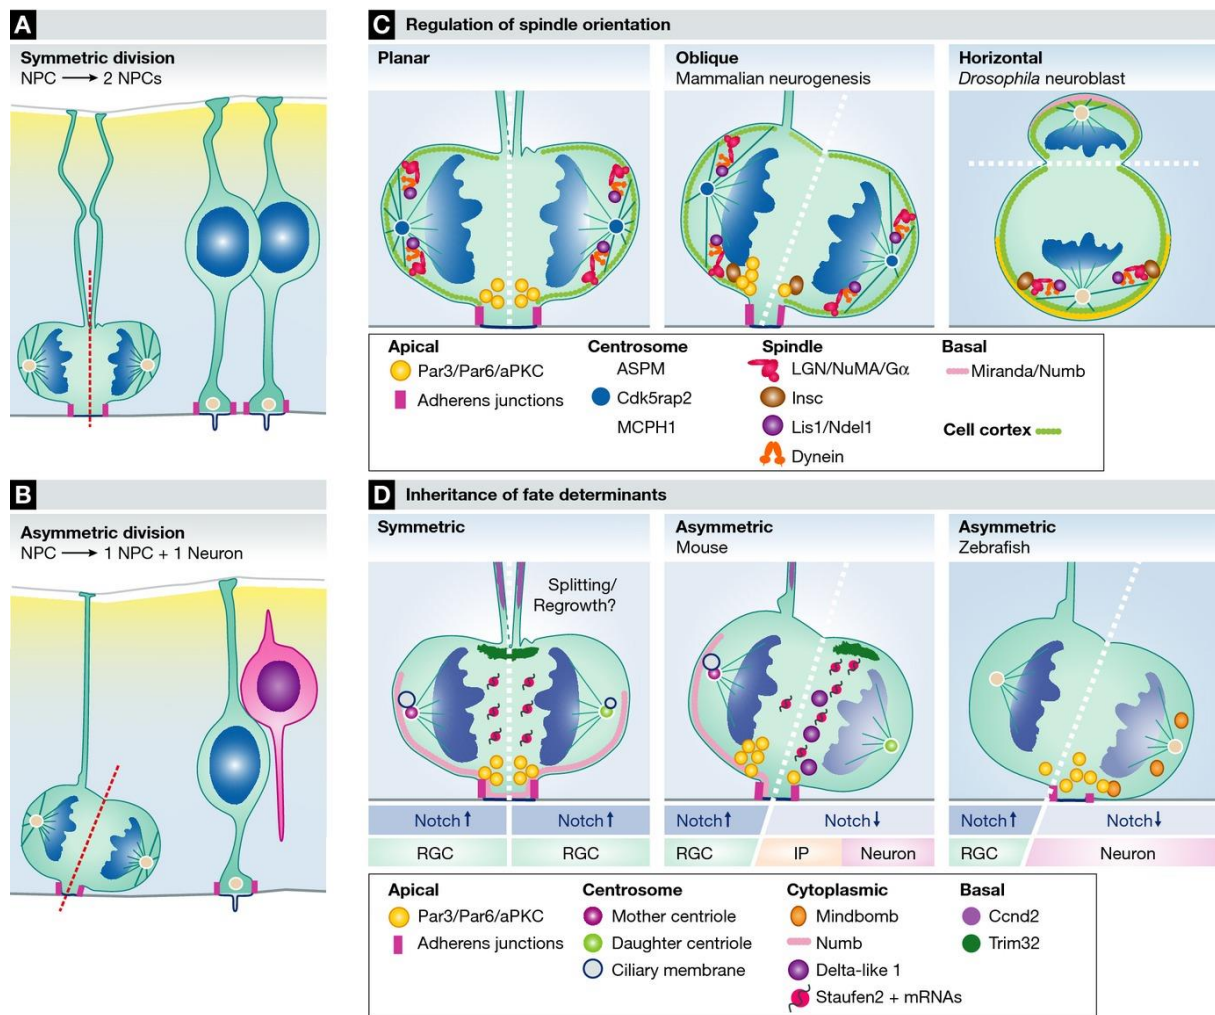 A
Symmetric division
NPC ⟶ 2 NPCs
B
Asymmetric division
NPC ⟶ 1 NPC + 1 Neuron
C Regulation of spindle orientation
Planar
Oblique
Mammalian neurogenesis
Horizontal
Drosophila neuroblast
Apical
Par3/Par6/aPKC
Adherens junctions
Centrosome
ASPM
Cdk5rap2
MCPH1
Spindle
LGN/NuMA/Gα
Insc
Lis1/Ndel1
Dynein
Basal
Miranda/Numb
Cell cortex
D Inheritance of fate determinants
Symmetric
Splitting/
Regrowth?
Notch↑ Notch↑
RGC RGC
Asymmetric
Mouse
Notch↑ Notch↓
RGC IP Neuron
Asymmetric
Zebrafish
Notch↑ Notch↓
RGC Neuron
Apical
Par3/Par6/aPKC
Adherens junctions
Centrosome
Mother centriole
Daughter centriole
Ciliary membrane
Cytoplasmic
Mindbomb
Numb
Delta-like 1
Staufen2 + mRNAs
Basal
Ccnd2
Trim32